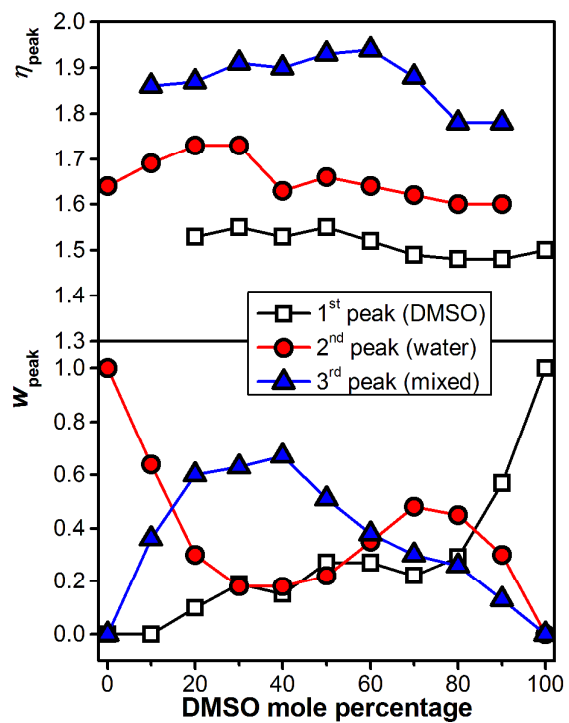 η_peak
2.0
1.9
1.8
1.7
1.6
1.5
1.4
1.3
1st peak (DMSO)
2nd peak (water)
3rd peak (mixed)
w_peak
1.0
0.8
0.6
0.4
0.2
0.0
0 20 40 60 80 100
DMSO mole percentage